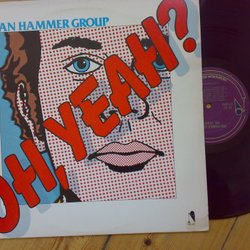 AN HAMMER GROUP
OH, YEAH?